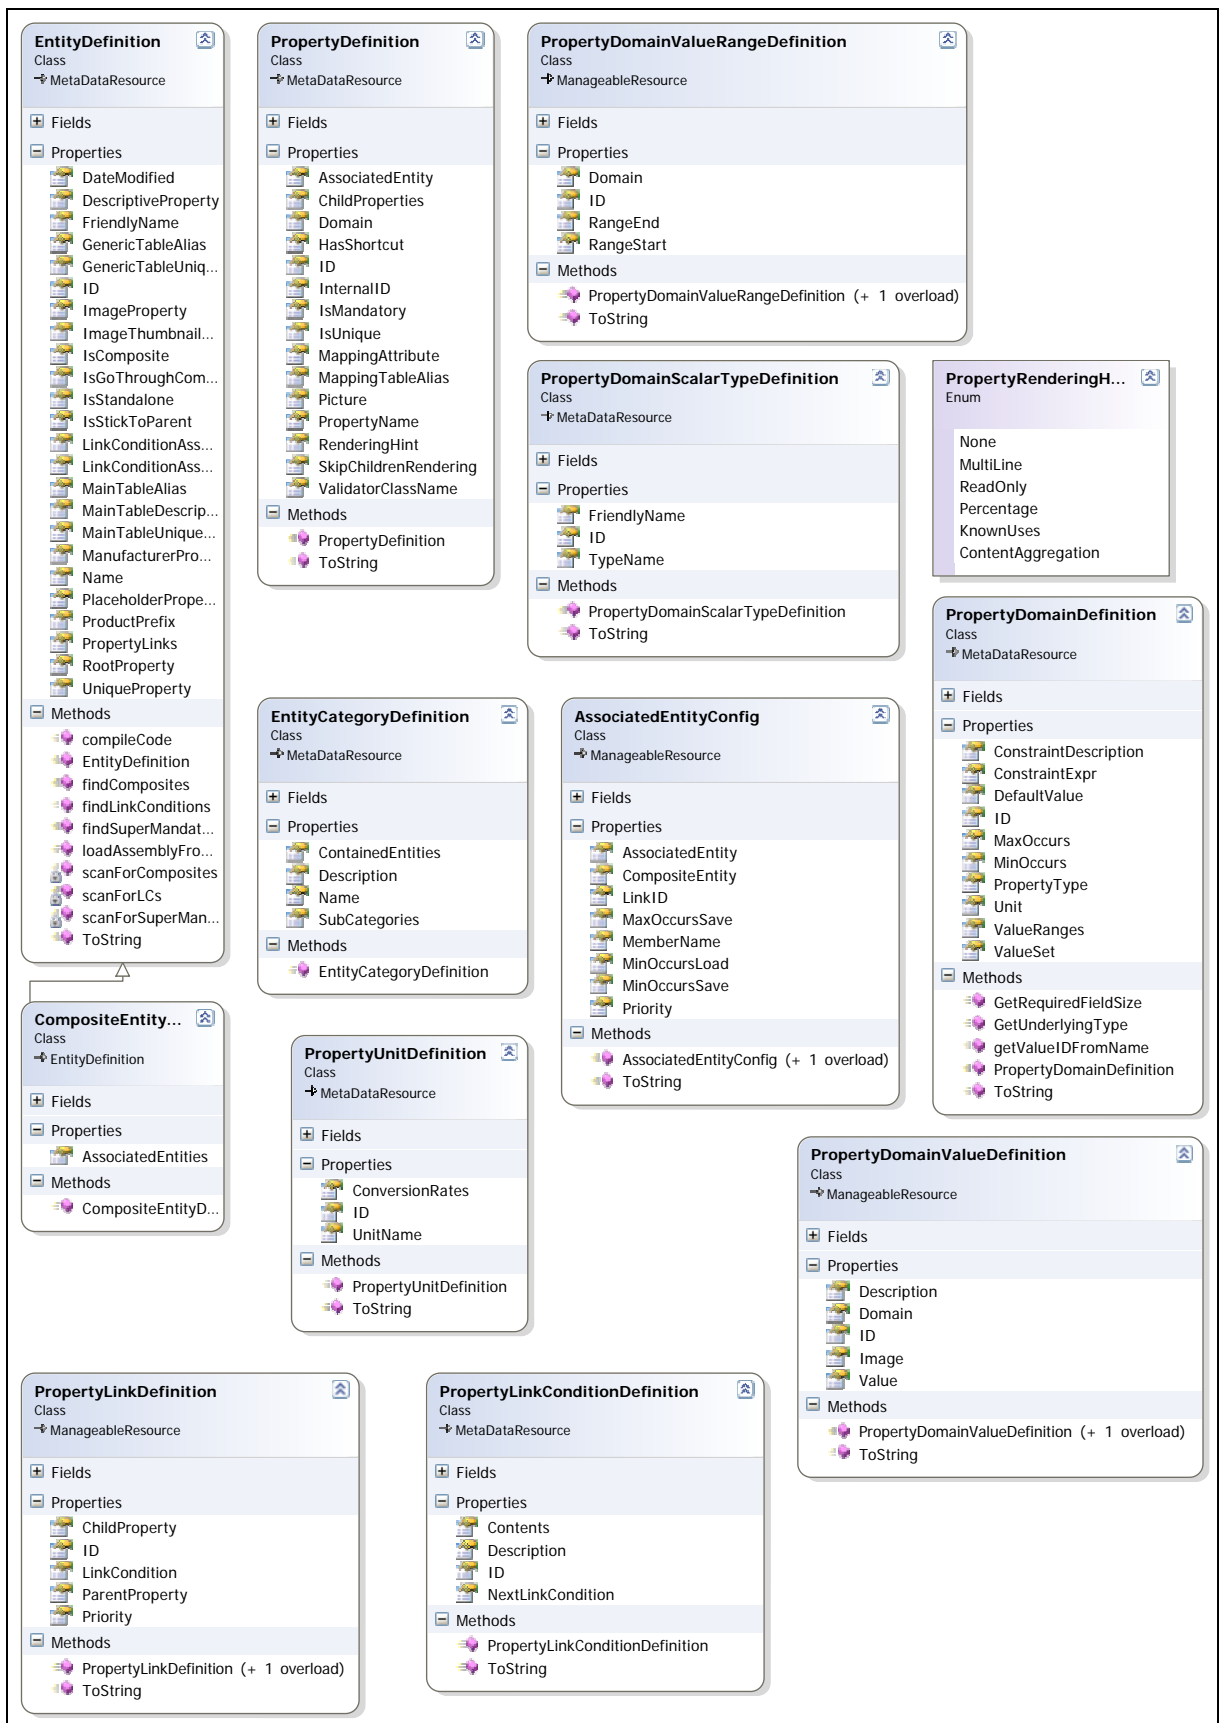 EntityDefinition
Class
MetaDataResource
Fields
Properties
DateModified
DescriptiveProperty
FriendlyName
GenericTableAlias
GenericTableUniq...
ID
ImageProperty
ImageThumbnail...
IsComposite
IsGoThroughCom...
IsStandalone
IsStickToParent
LinkConditionAss...
LinkConditionAss...
MainTableAlias
MainTableDescrip...
MainTableUnique...
ManufacturerPro...
Name
PlaceholderPrope...
ProductPrefix
PropertyLinks
RootProperty
UniqueProperty
Methods
compileCode
EntityDefinition
findComposites
findLinkConditions
findSuperMandat...
loadAssemblyFro...
scanForComposites
scanForLCs
scanForSuperMan...
ToString
CompositeEntity...
Class
EntityDefinition
Fields
Properties
AssociatedEntities
Methods
CompositeEntityD...
PropertyDefinition
Class
MetaDataResource
Fields
Properties
AssociatedEntity
ChildProperties
Domain
HasShortcut
ID
InternalID
IsMandatory
IsUnique
MappingAttribute
MappingTableAlias
Picture
PropertyName
RenderingHint
SkipChildrenRendering
ValidatorClassName
Methods
PropertyDefinition
ToString
PropertyDomainValueRangeDefinition
Class
ManageableResource
Fields
Properties
Domain
ID
RangeEnd
RangeStart
Methods
PropertyDomainValueRangeDefinition (+ 1 overload)
ToString
PropertyDomainScalarTypeDefinition
Class
MetaDataResource
Fields
Properties
FriendlyName
ID
TypeName
Methods
PropertyDomainScalarTypeDefinition
ToString
PropertyRenderingH...
Enum
None
MultiLine
ReadOnly
Percentage
KnownUses
ContentAggregation
EntityCategoryDefinition
Class
MetaDataResource
Fields
Properties
ContainedEntities
Description
Name
SubCategories
Methods
EntityCategoryDefinition
AssociatedEntityConfig
Class
ManageableResource
Fields
Properties
AssociatedEntity
CompositeEntity
LinkID
MaxOccursSave
MemberName
MinOccursLoad
MinOccursSave
Priority
Methods
AssociatedEntityConfig (+ 1 overload)
ToString
PropertyDomainDefinition
Class
MetaDataResource
Fields
Properties
ConstraintDescription
ConstraintExpr
DefaultValue
ID
MaxOccurs
MinOccurs
PropertyType
Unit
ValueRanges
ValueSet
Methods
GetRequiredFieldSize
GetUnderlyingType
getValueIDFromName
PropertyDomainDefinition
ToString
PropertyUnitDefinition
Class
MetaDataResource
Fields
Properties
ConversionRates
ID
UnitName
Methods
PropertyUnitDefinition
ToString
PropertyDomainValueDefinition
Class
ManageableResource
Fields
Properties
Description
Domain
ID
Image
Value
Methods
PropertyDomainValueDefinition (+ 1 overload)
ToString
PropertyLinkDefinition
Class
ManageableResource
Fields
Properties
ChildProperty
ID
LinkCondition
ParentProperty
Priority
Methods
PropertyLinkDefinition (+ 1 overload)
ToString
PropertyLinkConditionDefinition
Class
MetaDataResource
Fields
Properties
Contents
Description
ID
NextLinkCondition
Methods
PropertyLinkConditionDefinition
ToString